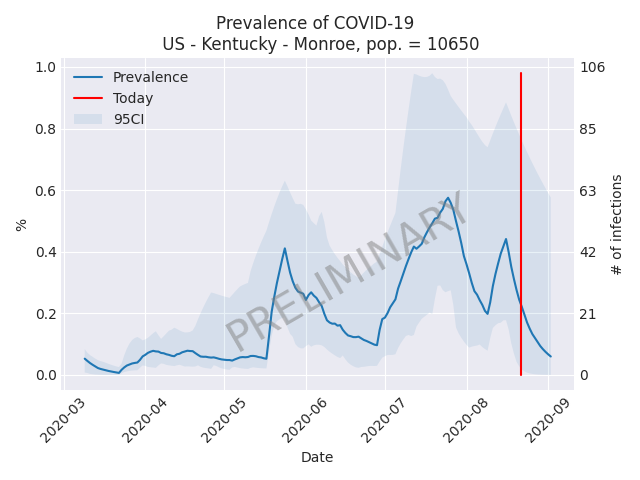 Prevalence of COVID-19
US - Kentucky - Monroe, pop. = 10650
Prevalence
Today
95CI
PRELIMINARY
%
1.0
0.8
0.6
0.4
0.2
0.0
106
85
63
42
21
0
# of infections
2020-03
2020-04
2020-05
2020-06
2020-07
2020-08
2020-09
Date